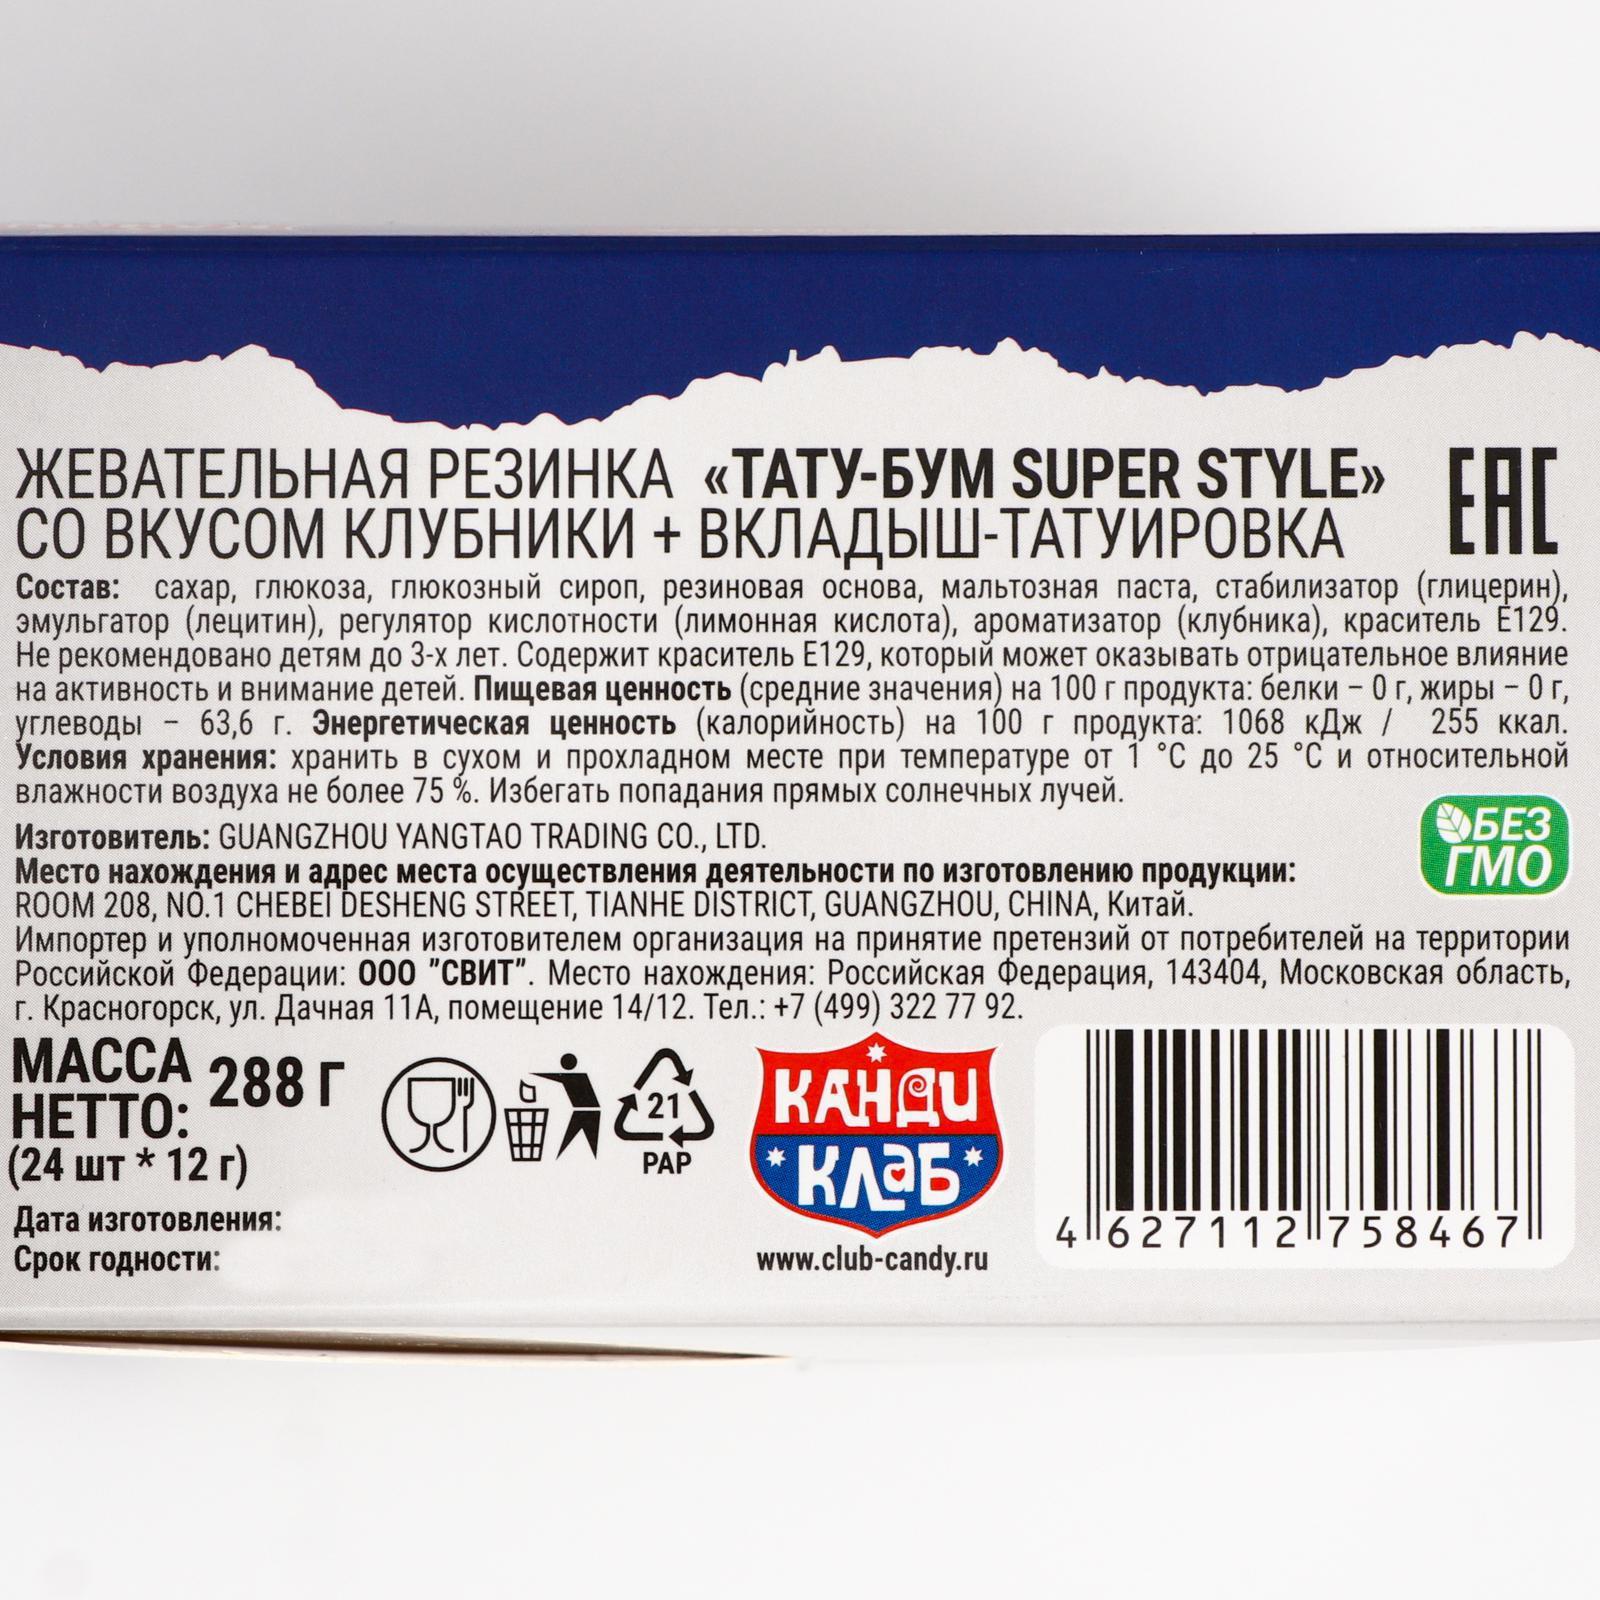 ЖЕВАТЕЛЬНАЯ РЕЗИНКА «ТАТУ-БУМ SUPER STYLE»
ЕАС
СО ВКУСОМ КЛУБНИКИ + ВКЛАДЫШ-ТАТУИРОВКА
Состав: сахар, глюкоза, глюкозный сироп, резиновая основа, мальтозная паста, стабилизатор (глицерин),
эмульгатор (лецитин), регулятор кислотности (лимонная кислота), ароматизатор (клубника), краситель Е129.
Не рекомендовано детям до 3-х лет. Содержит краситель Е129, который может оказывать отрицательное влияние
на активность и внимание детей. Пищевая ценность (средние значения) на 100 г продукта: белки – 0 г, жиры – 0 г,
углеводы – 63,6 г. Энергетическая ценность (калорийность) на 100 г продукта: 1068 кДж / 255 ккал.
Условия хранения: хранить в сухом и прохладном месте при температуре от 1 °С до 25 °С и относительной
влажности воздуха не более 75 %. Избегать попадания прямых солнечных лучей.
Изготовитель: GUANGZHOU YANGTAO TRADING CO., LTD.
БЕЗ
ГМО
Место нахождения и адрес места осуществления деятельности по изготовлению продукции:
ROOM 208, NO.1 CHEBEI DESHENG STREET, TIANHE DISTRICT, GUANGZHOU, CHINA, Китай.
Импортер и уполномоченная изготовителем организация на принятие претензий от потребителей на территории
Российской Федерации: ООО "СВИТ". Место нахождения: Российская Федерация, 143404, Московская область,
г. Красногорск, ул. Дачная 11А, помещение 14/12. Тел.: +7 (499) 322 77 92.
МАССА
НЕТТО: 288 Г
(24 шт * 12 г)
21
PAP
КАНДИ
КЛАБ
www.club-candy.ru
4 627112 758467
Дата изготовления:
Срок годности: